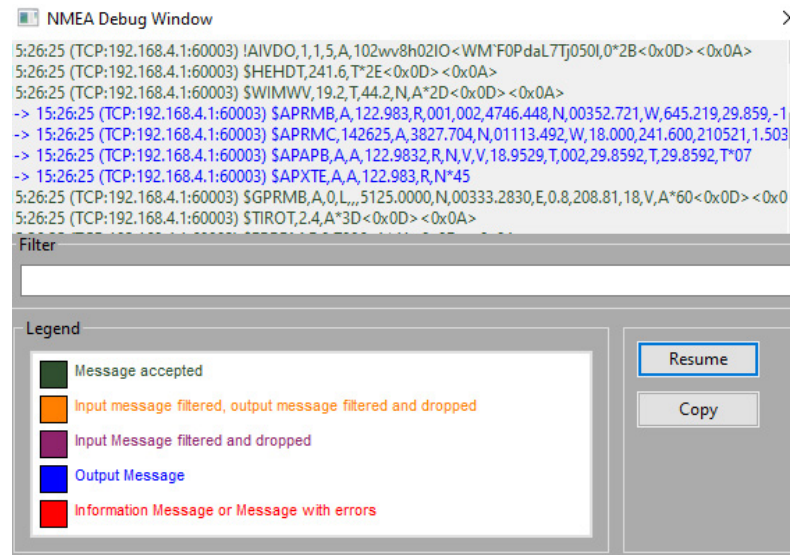 NMEA Debug Window
5:26:25 (TCP:192.168.4.1:60003) !AIVDO,1,1,5,A,102wv8h02IO<WM`F0PdaL7Tj050I,0*2B<0x0D><0x0A>
5:26:25 (TCP:192.168.4.1:60003) $HEHDT,241.6,T*2E<0x0D><0x0A>
5:26:25 (TCP:192.168.4.1:60003) $WIMWV,19.2,T,44.2,N,A*2D<0x0D><0x0A>
-> 15:26:25 (TCP:192.168.4.1:60003) $APRMB,A,122.983,R,001,002,4746.448,N,00352.721,W,645.219,29.859,-1
-> 15:26:25 (TCP:192.168.4.1:60003) $APRMC,142625,A,3827.704,N,01113.492,W,18.000,241.600,210521,1.503
-> 15:26:25 (TCP:192.168.4.1:60003) $APAPB,A,A,122.9832,R,N,V,V,18.9529,T,002,29.8592,T,29.8592,T*07
-> 15:26:25 (TCP:192.168.4.1:60003) $APXTE,A,A,122.983,R,N*45
5:26:25 (TCP:192.168.4.1:60003) $GPRMB,A,0,L,,,5125.0000,N,00333.2830,E,0.8,208.81,18,V,A*60<0x0D><0x0
5:26:25 (TCP:192.168.4.1:60003) $TIROT,2.4,A*3D<0x0D><0x0A>
Filter
Legend
Message accepted
Input message filtered, output message filtered and dropped
Input Message filtered and dropped
Output Message
Information Message or Message with errors
Resume
Copy